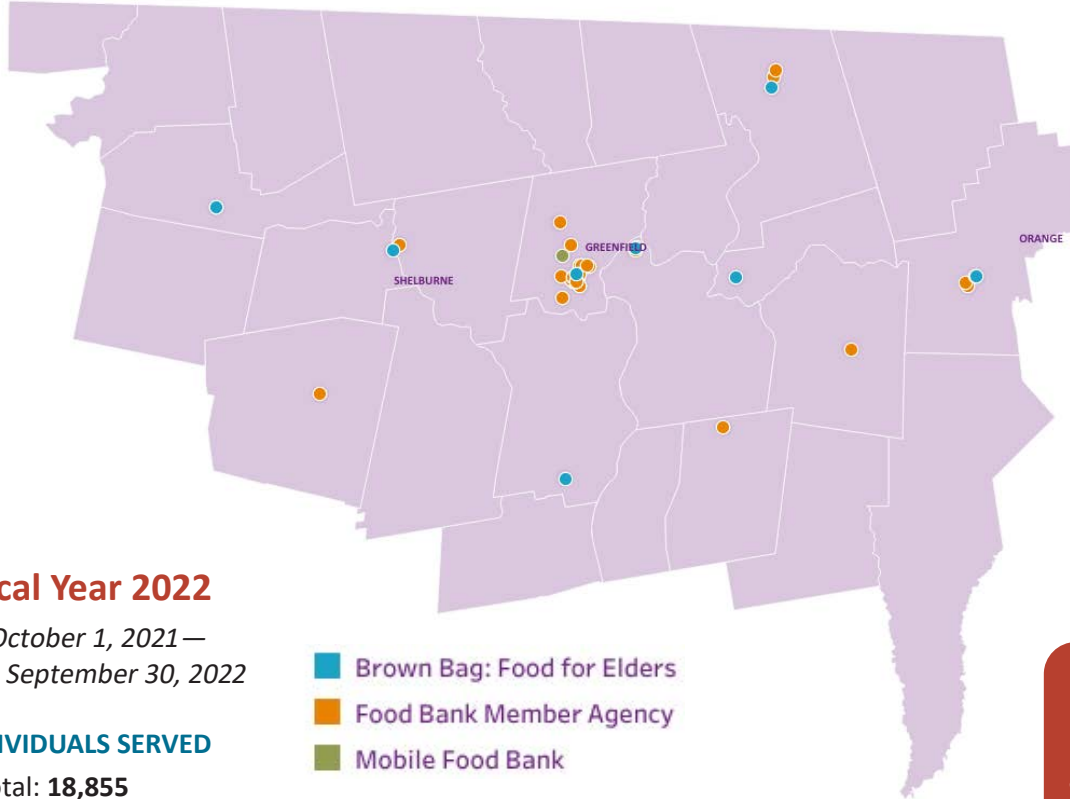 GREENFIELD
ORANGE
SHELBURNE
cal Year 2022
October 1, 2021—
September 30, 2022
IVIDUALS SERVED
otal: 18,855
Brown Bag: Food for Elders
Food Bank Member Agency
Mobile Food Bank